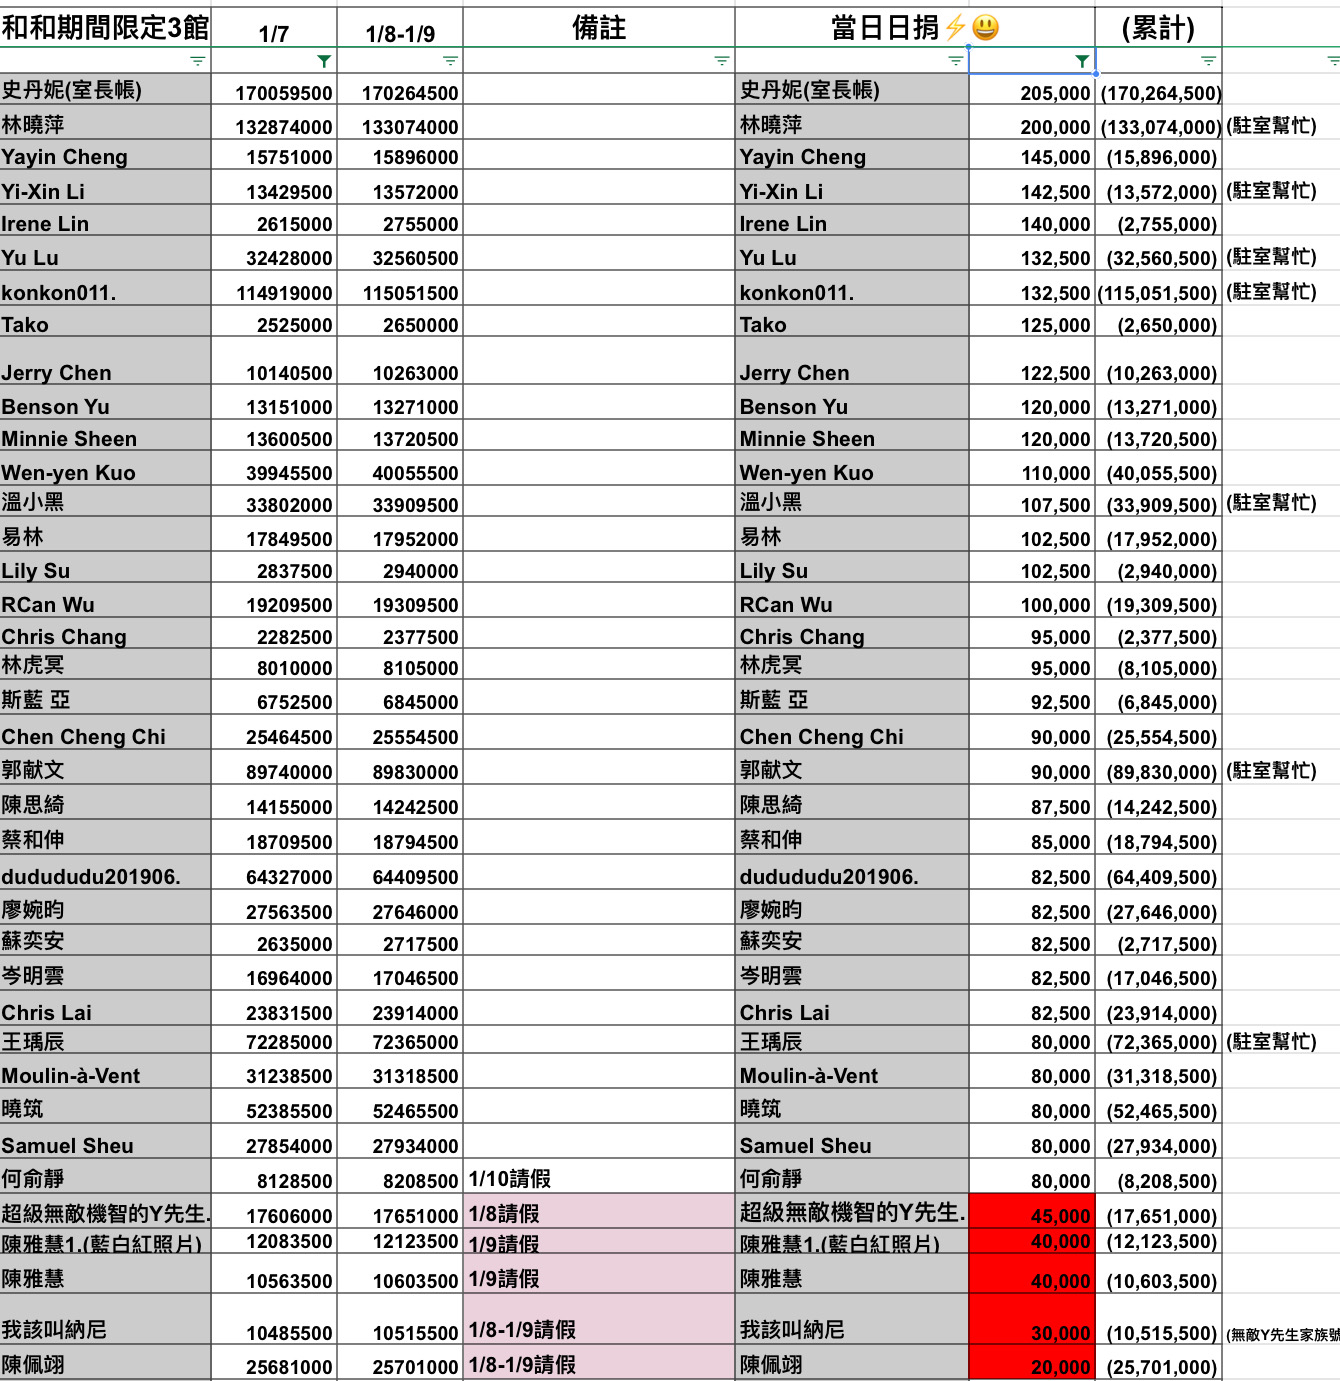 和和期間限定3館 1/7 1/8-1/9 備註 當日日捐⚡😃 (累計)
史丹妮(室長帳) 170059500 170264500 史丹妮(室長帳) 205,000 (170,264,500)
林曉萍 132874000 133074000 林曉萍 200,000 (133,074,000) (駐室幫忙)
Yayin Cheng 15751000 15896000 Yayin Cheng 145,000 (15,896,000)
Yi-Xin Li 13429500 13572000 Yi-Xin Li 142,500 (13,572,000) (駐室幫忙)
Irene Lin 2615000 2755000 Irene Lin 140,000 (2,755,000)
Yu Lu 32428000 32560500 Yu Lu 132,500 (32,560,500) (駐室幫忙)
konkon011. 114919000 115051500 konkon011. 132,500 (115,051,500) (駐室幫忙)
Tako 2525000 2650000 Tako 125,000 (2,650,000)
Jerry Chen 10140500 10263000 Jerry Chen 122,500 (10,263,000)
Benson Yu 13151000 13271000 Benson Yu 120,000 (13,271,000)
Minnie Sheen 13600500 13720500 Minnie Sheen 120,000 (13,720,500)
Wen-yen Kuo 39945500 40055500 Wen-yen Kuo 110,000 (40,055,500)
溫小黑 33802000 33909500 溫小黑 107,500 (33,909,500) (駐室幫忙)
易林 17849500 17952000 易林 102,500 (17,952,000)
Lily Su 2837500 2940000 Lily Su 102,500 (2,940,000)
RCan Wu 19209500 19309500 RCan Wu 100,000 (19,309,500)
Chris Chang 2282500 2377500 Chris Chang 95,000 (2,377,500)
林虎冥 8010000 8105000 林虎冥 95,000 (8,105,000)
斯藍 亞 6752500 6845000 斯藍 亞 92,500 (6,845,000)
Chen Cheng Chi 25464500 25554500 Chen Cheng Chi 90,000 (25,554,500)
郭献文 89740000 89830000 郭献文 90,000 (89,830,000) (駐室幫忙)
陳思綺 14155000 14242500 陳思綺 87,500 (14,242,500)
蔡和伸 18709500 18794500 蔡和伸 85,000 (18,794,500)
dudududu201906. 64327000 64409500 dudududu201906. 82,500 (64,409,500)
廖婉昀 27563500 27646000 廖婉昀 82,500 (27,646,000)
蘇奕安 2635000 2717500 蘇奕安 82,500 (2,717,500)
岑明雲 16964000 17046500 岑明雲 82,500 (17,046,500)
Chris Lai 23831500 23914000 Chris Lai 82,500 (23,914,000)
王瑀辰 72285000 72365000 王瑀辰 80,000 (72,365,000) (駐室幫忙)
Moulin-à-Vent 31238500 31318500 Moulin-à-Vent 80,000 (31,318,500)
曉筑 52385500 52465500 曉筑 80,000 (52,465,500)
Samuel Sheu 27854000 27934000 Samuel Sheu 80,000 (27,934,000)
何俞靜 8128500 8208500 1/10請假 何俞靜 80,000 (8,208,500)
超級無敵機智的Y先生. 17606000 17651000 1/8請假 超級無敵機智的Y先生. 45,000 (17,651,000)
陳雅慧1.(藍白紅照片) 12083500 12123500 1/9請假 陳雅慧1.(藍白紅照片) 40,000 (12,123,500)
陳雅慧 10563500 10603500 1/9請假 陳雅慧 40,000 (10,603,500)
我該叫納尼 10485500 10515500 1/8-1/9請假 我該叫納尼 30,000 (10,515,500) (無敵Y先生家族號
陳佩翊 25681000 25701000 1/8-1/9請假 陳佩翊 20,000 (25,701,000)